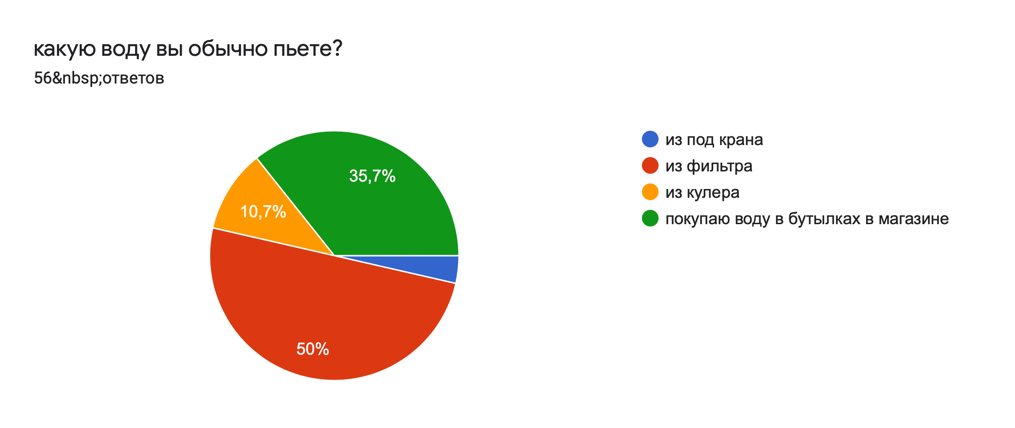 какую воду вы обычно пьете?
56&nbsp;ответов
35,7%
10,7%
50%
из под крана
из фильтра
из кулера
покупаю воду в бутылках в магазине